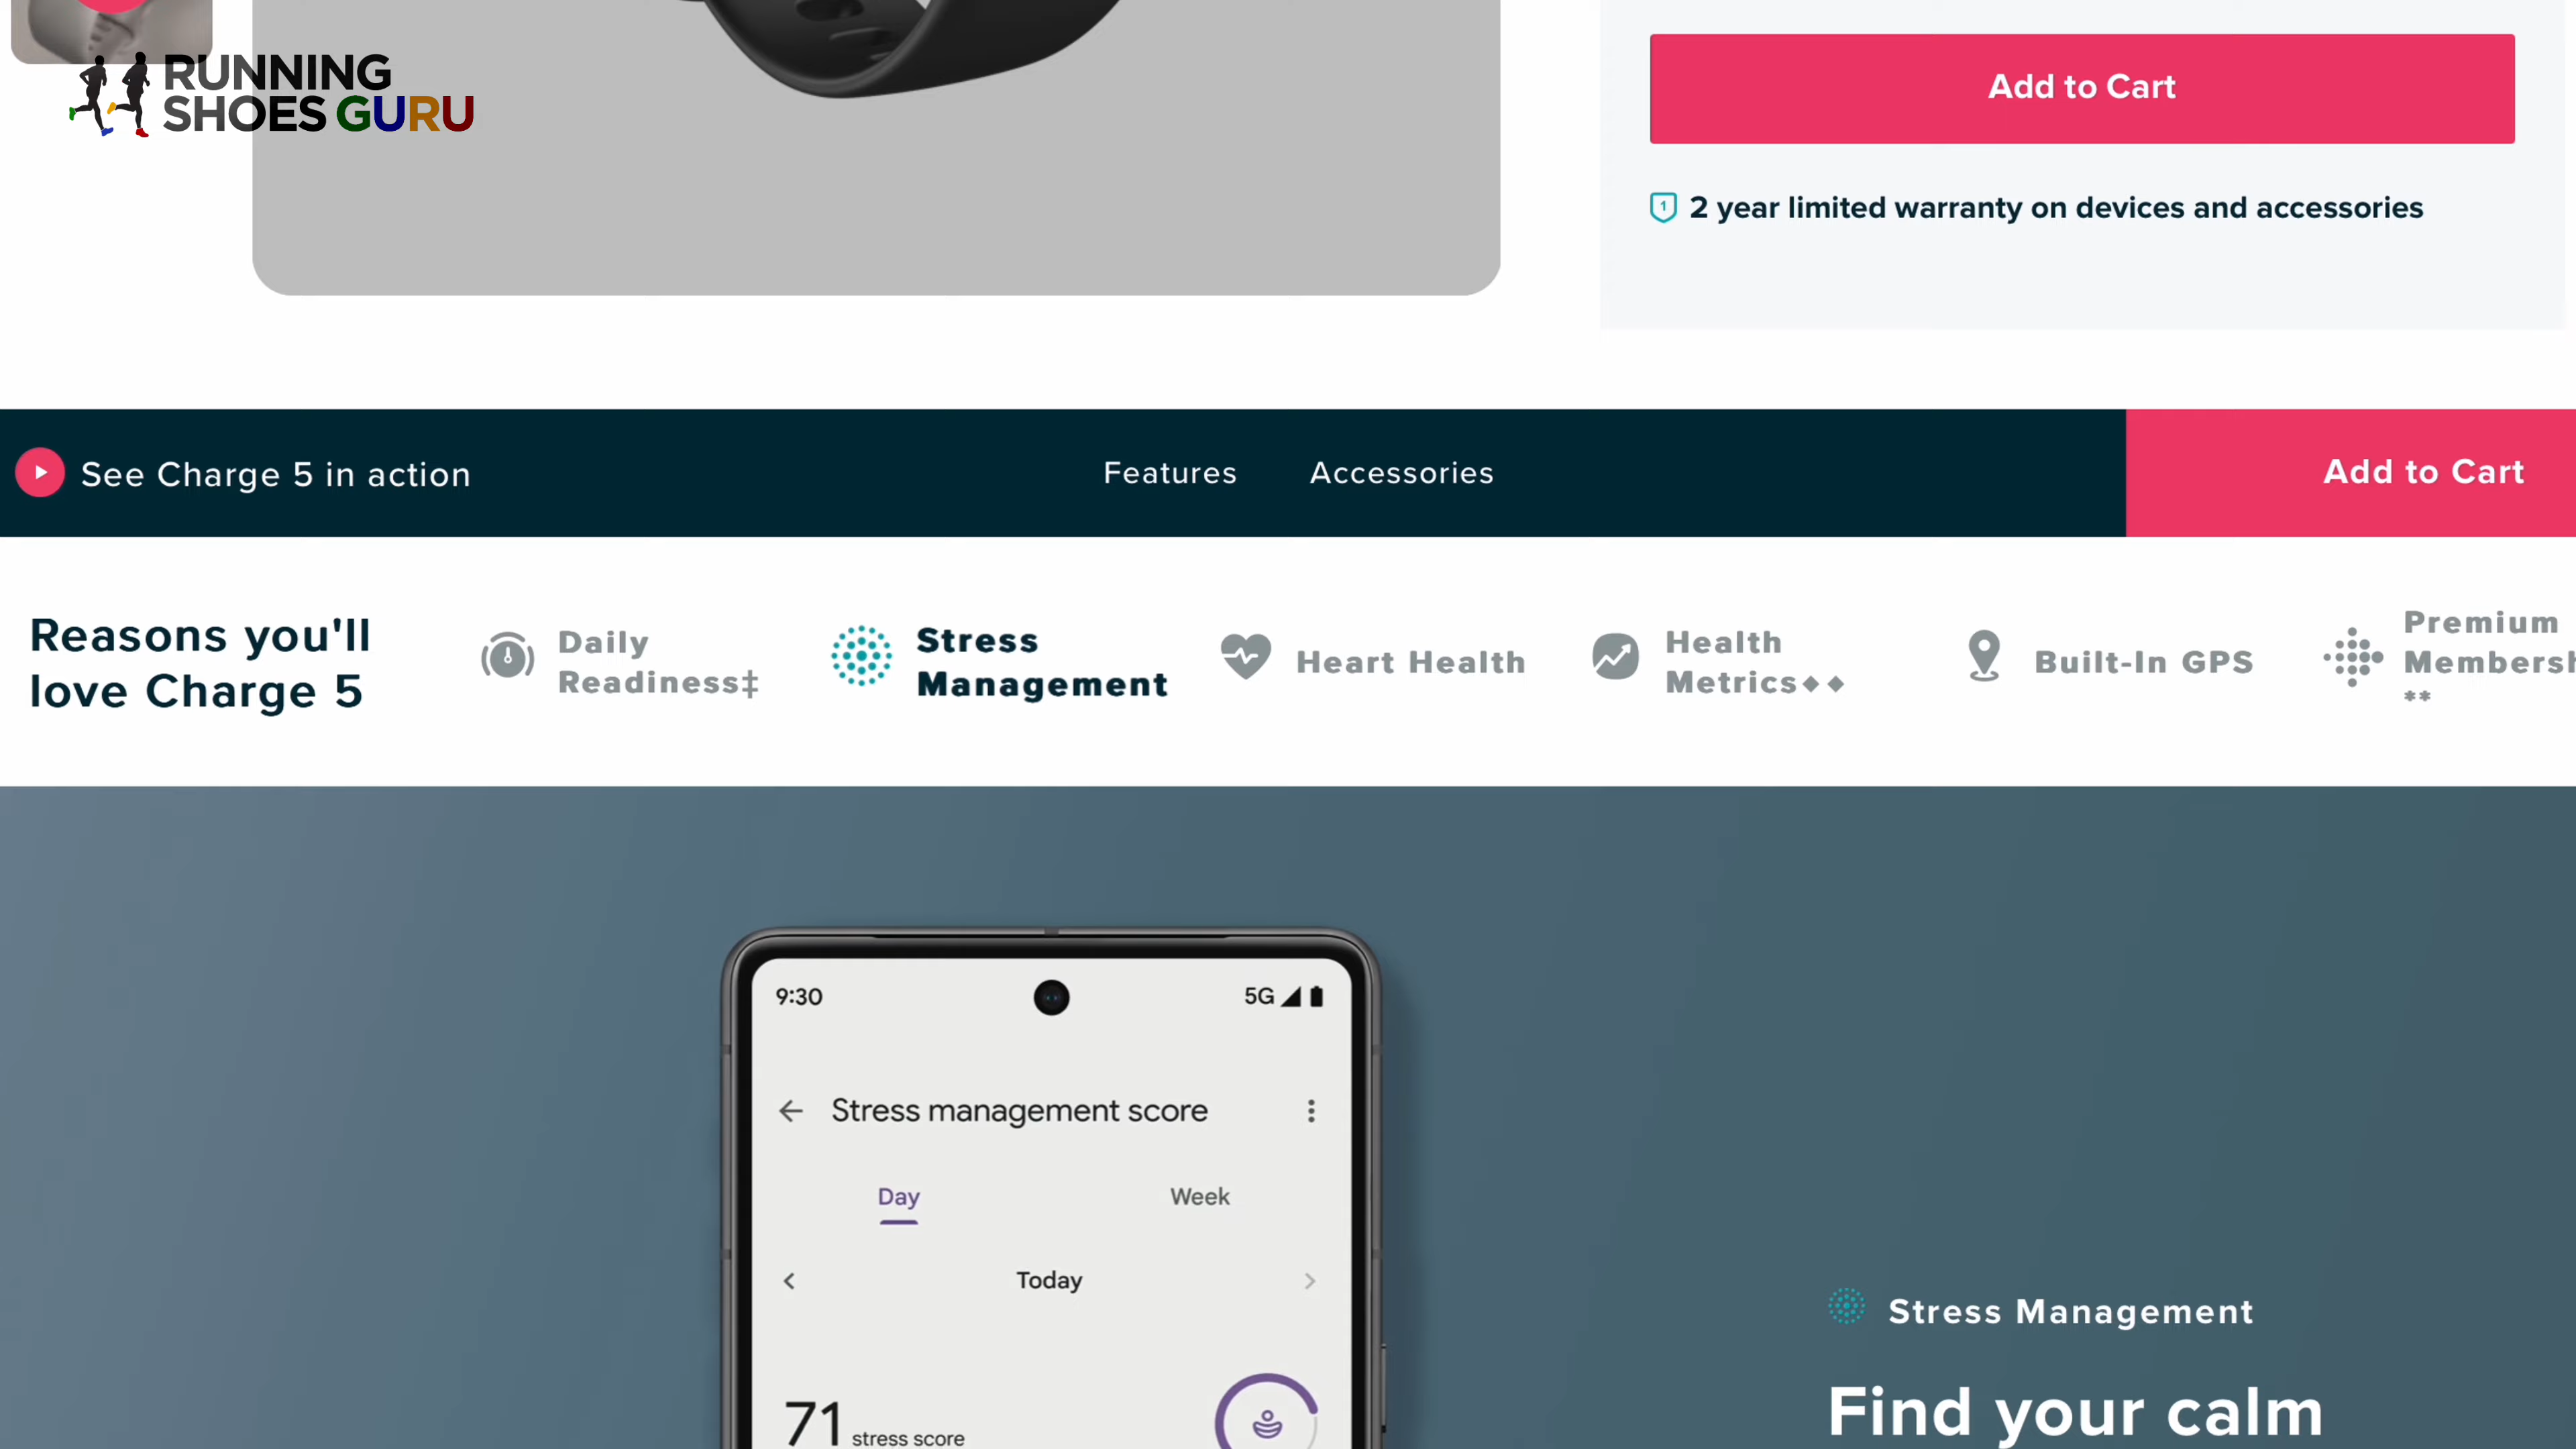 RUNNING
SHOES GURU
Add to Cart
2 year limited warranty on devices and accessories
See Charge 5 in action
Features
Accessories
Add to Cart
Reasons you'll
love Charge 5
Daily
Readiness‡
Stress
Management
Heart Health
Health
Metrics◆◆
Built-In GPS
Premium
Membersh
**
9:30
5G
Stress management score
Day
Week
Today
71 stress score
Stress Management
Find your calm